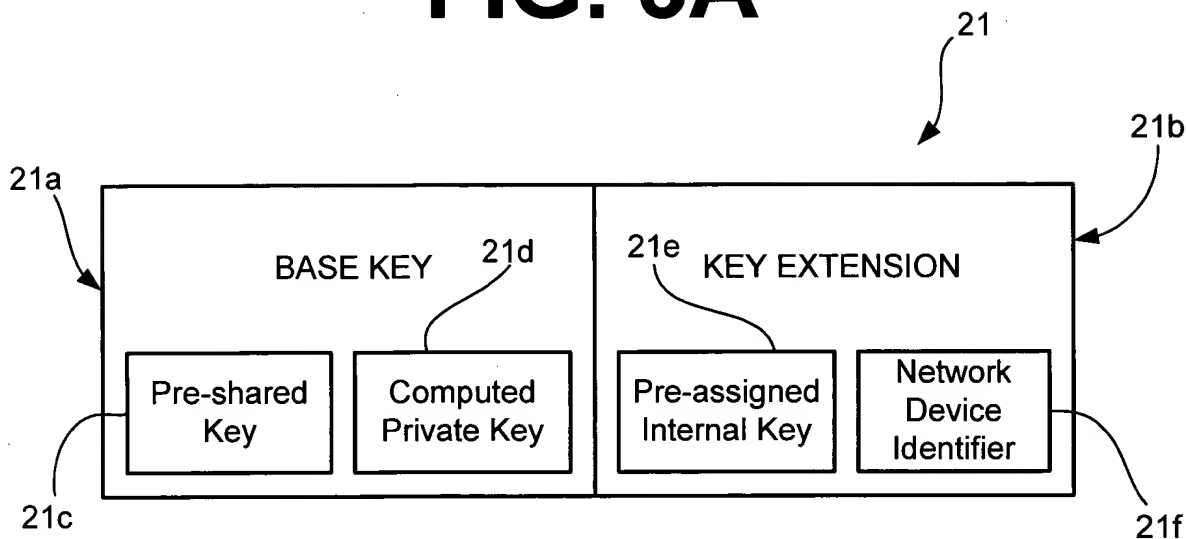 FIG.
21
21b
21a
BASE KEY
21d
21e
KEY EXTENSION
Pre-shared
Key
Computed
Private Key
Pre-assigned
Internal Key
Network
Device
Identifier
21c
21f